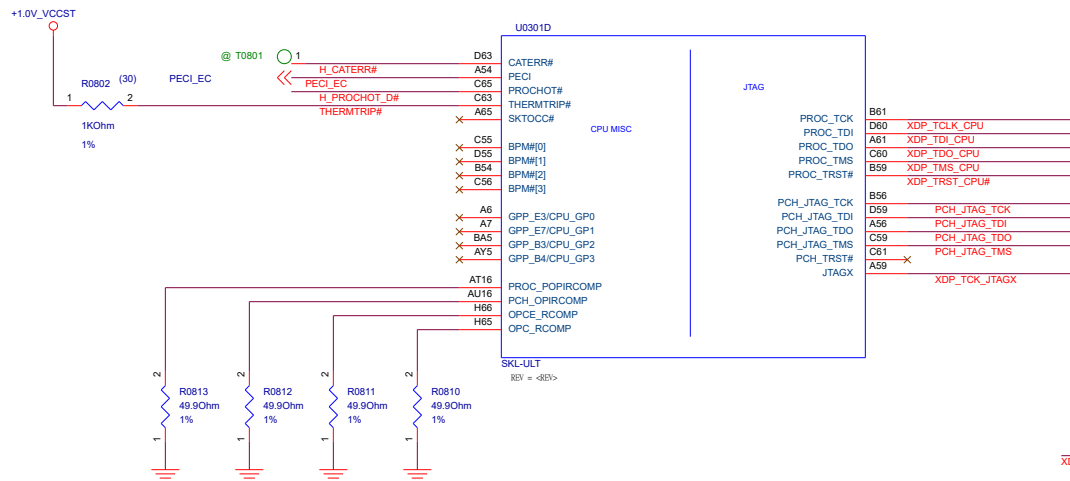 +1.0V_VCCST
U0301D
@ T0801 1
D63 CATERR#
H_CATERR#
R0802 (30) PECI_EC
A54 PECI
PECI_EC
C65 PROCHOT#
H_PROCHOT_D#
1 2
C63 THERMTRIP#
THERMTRIP#
1KOhm
1%
A65 SKTOCC#
CPU MISC
JTAG
C55 BPM#[0]
D55 BPM#[1]
B54 BPM#[2]
C56 BPM#[3]
A6 GPP_E3/CPU_GP0
A7 GPP_E7/CPU_GP1
BA5 GPP_B3/CPU_GP2
AY5 GPP_B4/CPU_GP3
AT16 PROC_POPIRCOMP
AU16 PCH_OPIRCOMP
H66 OPCE_RCOMP
H65 OPC_RCOMP
PROC_TCK B61
XDP_TCLK_CPU
PROC_TDI D60
XDP_TDI_CPU
PROC_TDO A61
XDP_TDO_CPU
PROC_TMS C60
XDP_TMS_CPU
PROC_TRST# B59
XDP_TRST_CPU#
PCH_JTAG_TCK B56
PCH_JTAG_TCK
PCH_JTAG_TDI D59
PCH_JTAG_TDI
PCH_JTAG_TDO A56
PCH_JTAG_TDO
PCH_JTAG_TMS C59
PCH_JTAG_TMS
PCH_TRST# C61
JTAGX A59
XDP_TCK_JTAGX
SKL-ULT
REV = <REV>
2
R0813
49.9Ohm
1%
1
2
R0812
49.9Ohm
1%
1
2
R0811
49.9Ohm
1%
1
2
R0810
49.9Ohm
1%
1